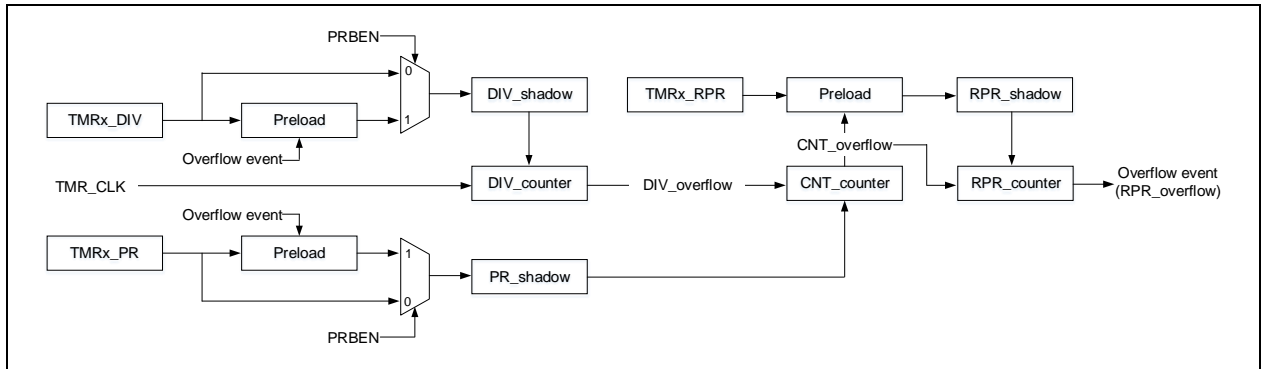 PRBEN
0
DIV_shadow
TMRx_RPR
Preload
RPR_shadow
TMRx_DIV
Preload
1
Overflow event
CNT_overflow
TMR_CLK
DIV_counter
DIV_overflow
CNT_counter
RPR_counter
Overflow event
(RPR_overflow)
Overflow event
TMRx_PR
Preload
1
PR_shadow
0
PRBEN